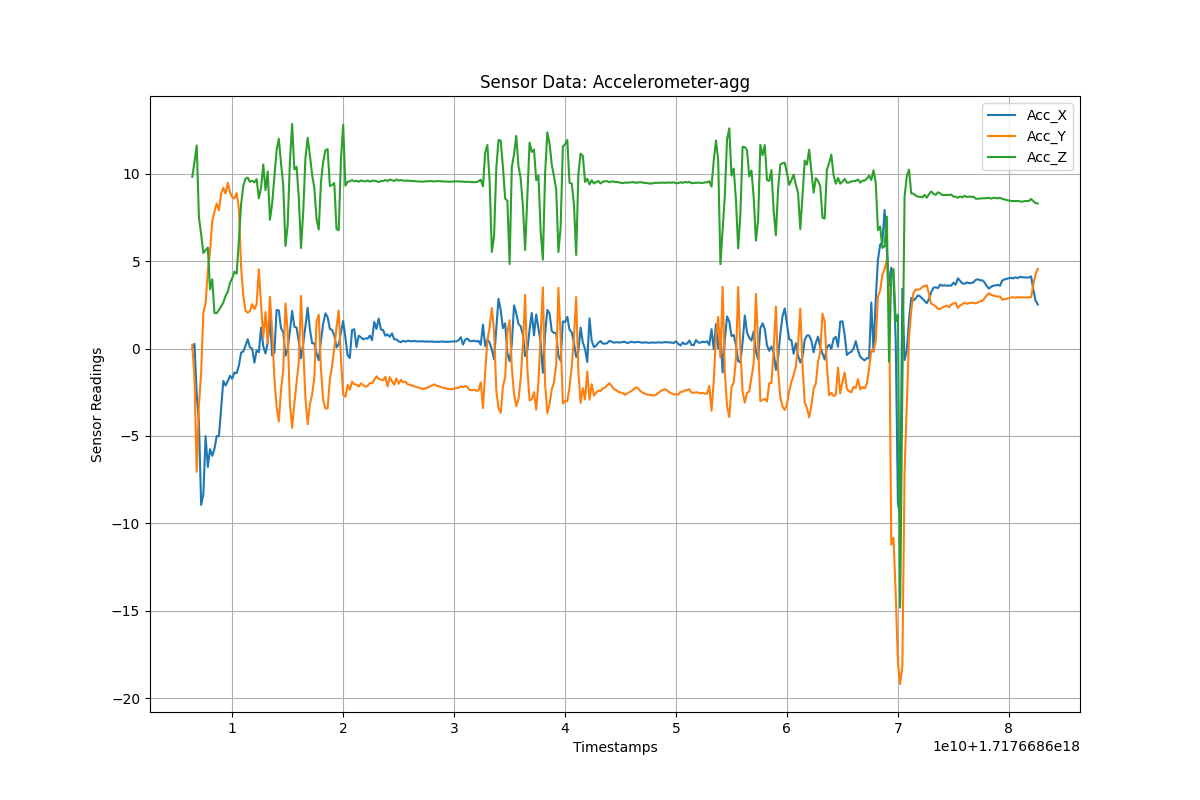 Sensor Data: Accelerometer-agg
Acc_X
Acc_Y
Acc_Z
Sensor Readings
10
5
0
−5
−10
−15
−20
1 2 3 4 5 6 7 8
Timestamps
1e10+1.7176686e18